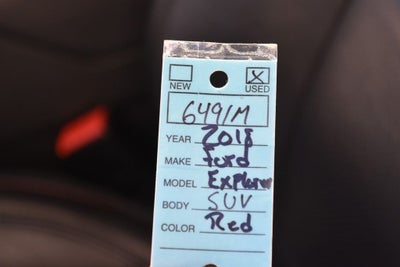 NEW USED
6491M
YEAR 2018
MAKE Ford
MODEL Explorer
BODY SUV
COLOR Red